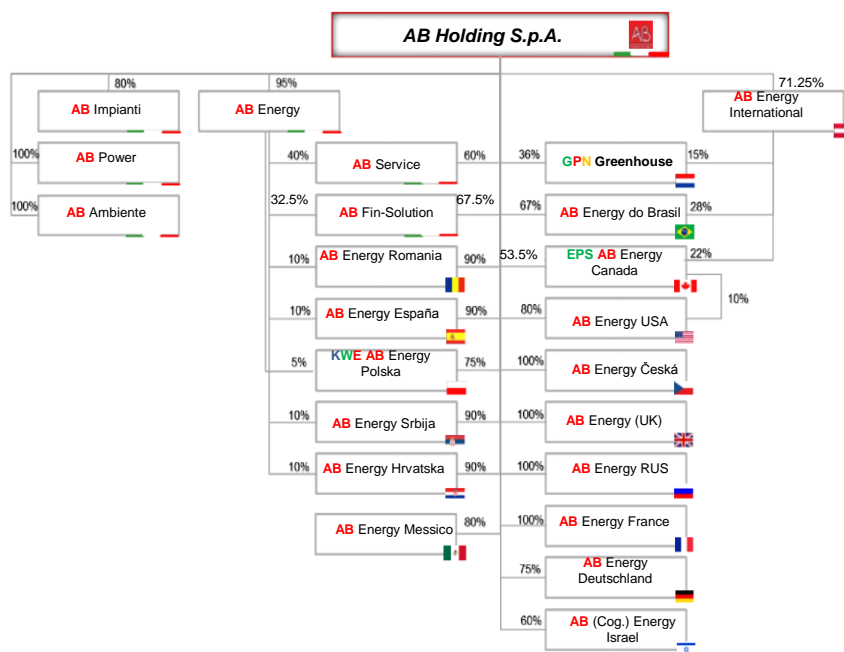 AB Holding S.p.A.
AB
80%
95%
71.25%
AB Impianti
AB Energy
AB Energy
International
100%
AB Power
40%
AB Service
60%
36%
GPN Greenhouse
15%
100%
AB Ambiente
32.5%
AB Fin-Solution
67.5%
67%
AB Energy do Brasil
28%
10%
AB Energy Romania
90%
53.5%
EPS AB Energy
Canada
22%
10%
10%
AB Energy España
90%
80%
AB Energy USA
5%
KWE AB Energy
Polska
75%
100%
AB Energy Česká
10%
AB Energy Srbija
90%
100%
AB Energy (UK)
10%
AB Energy Hrvatska
90%
100%
AB Energy RUS
AB Energy Messico
80%
100%
AB Energy France
75%
AB Energy
Deutschland
60%
AB (Cog.) Energy
Israel